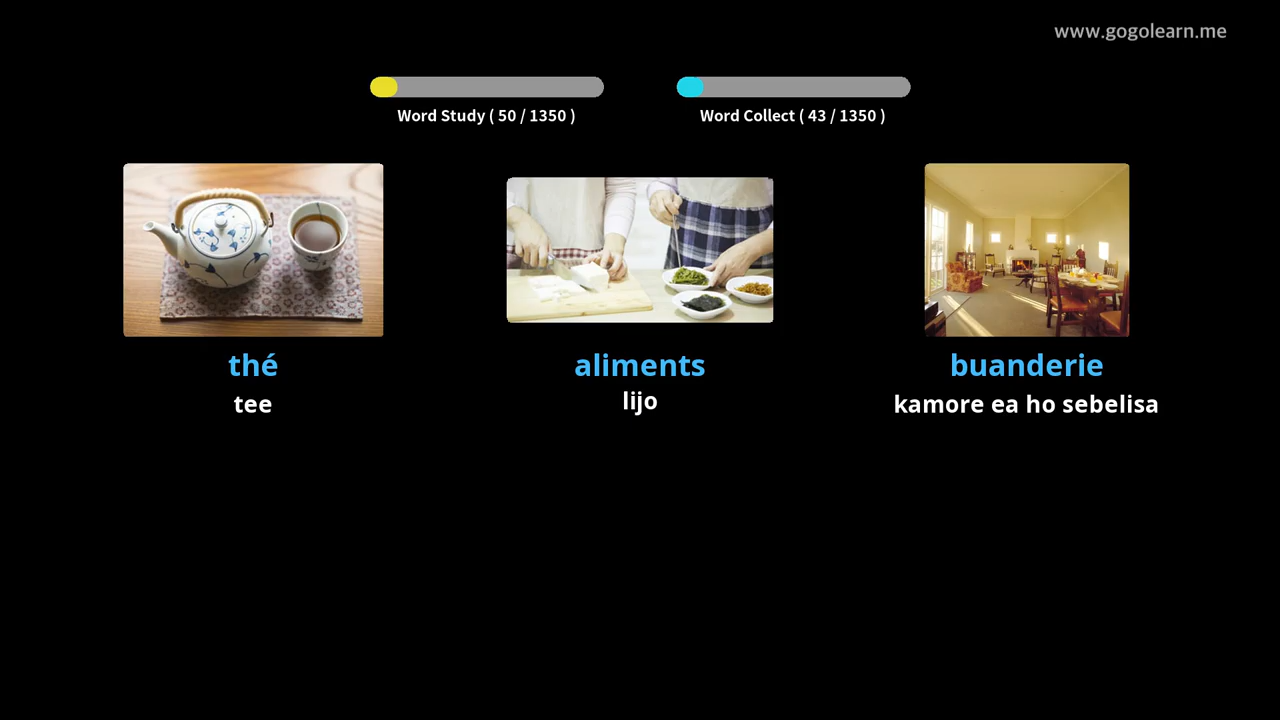 www.gogolearn.me
Word Study ( 50 / 1350 )
Word Collect ( 43 / 1350 )
thé
tee
aliments
lijo
buanderie
kamore ea ho sebelisa